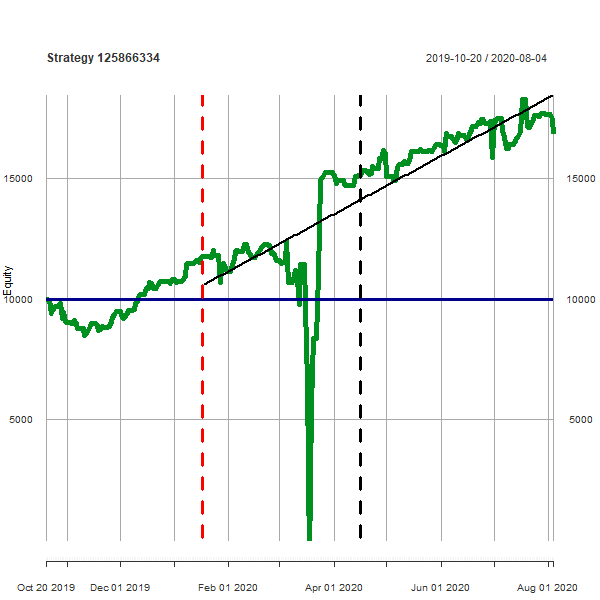 Strategy 125866334
2019-10-20 / 2020-08-04
15000
15000
10000
10000
5000
5000
Equity
Oct 20 2019
Dec 01 2019
Feb 01 2020
Apr 01 2020
Jun 01 2020
Aug 01 2020